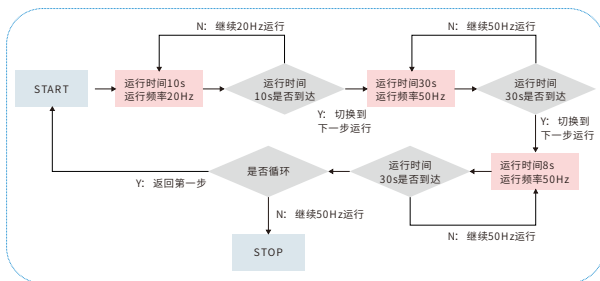 N： 继续20Hz运行
N： 继续50Hz运行
START
运行时间10s
运行频率20Hz
运行时间
10s是否到达
运行时间30s
运行频率50Hz
运行时间
30s是否到达
Y： 切换到
下一步运行
Y： 切换到
下一步运行
是否循环
运行时间
30s是否到达
运行时间8s
运行频率50Hz
Y： 返回第一步
N： 继续50Hz运行
N： 继续50Hz运行
STOP